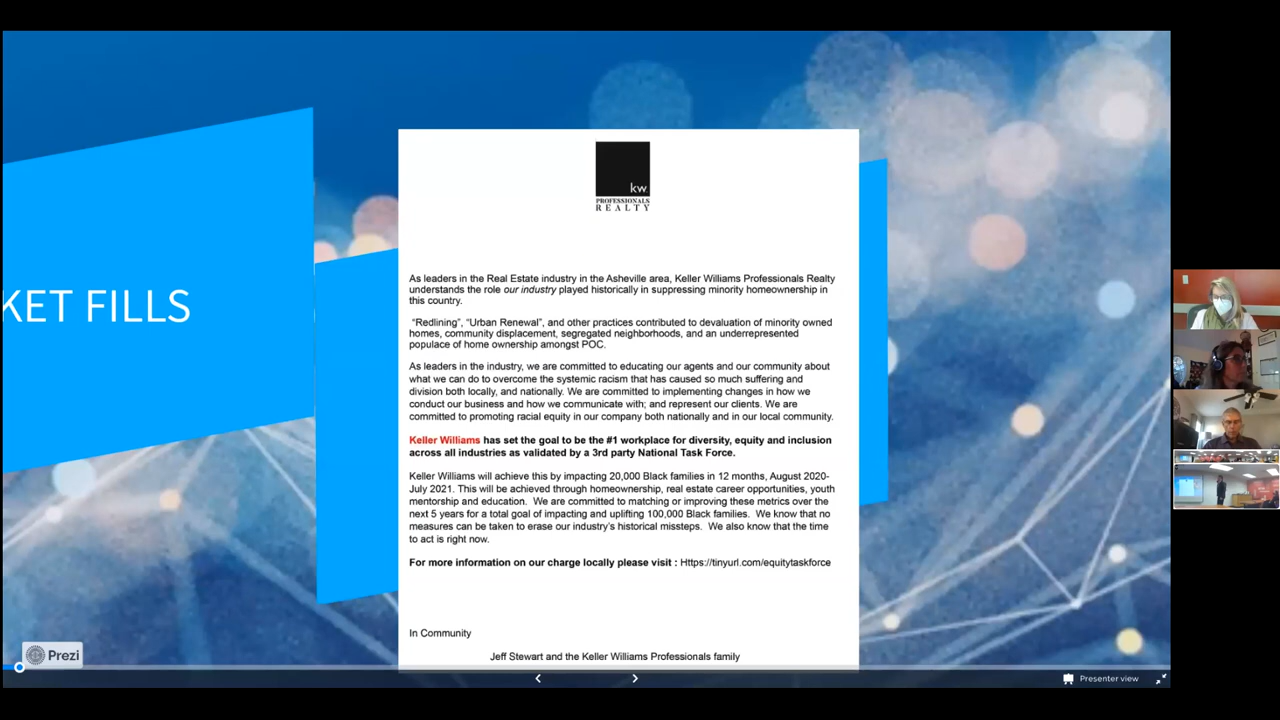 KET FILLS
kw.
PROFESSIONALS
REALTY
As leaders in the Real Estate industry in the Asheville area, Keller Williams Professionals Realty
understands the role our industry played historically in suppressing minority homeownership in
this country.
“Redlining”, “Urban Renewal”, and other practices contributed to devaluation of minority owned
homes, community displacement, segregated neighborhoods, and an underrepresented
populace of home ownership amongst POC.
As leaders in the industry, we are committed to educating our agents and our community about
what we can do to overcome the systemic racism that has caused so much suffering and
division both locally, and nationally. We are committed to implementing changes in how we
conduct our business and how we communicate with; and represent our clients. We are
committed to promoting racial equity in our company both nationally and in our local community.
Keller Williams has set the goal to be the #1 workplace for diversity, equity and inclusion
across all industries as validated by a 3rd party National Task Force.
Keller Williams will achieve this by impacting 20,000 Black families in 12 months, August 2020-
July 2021. This will be achieved through homeownership, real estate career opportunities, youth
mentorship and education. We are committed to matching or improving these metrics over the
next 5 years for a total goal of impacting and uplifting 100,000 Black families. We know that no
measures can be taken to erase our industry’s historical missteps. We also know that the time
to act is right now.
For more information on our charge locally please visit : Https://tinyurl.com/equitytaskforce
In Community
Jeff Stewart and the Keller Williams Professionals family
Prezi
Presenter view